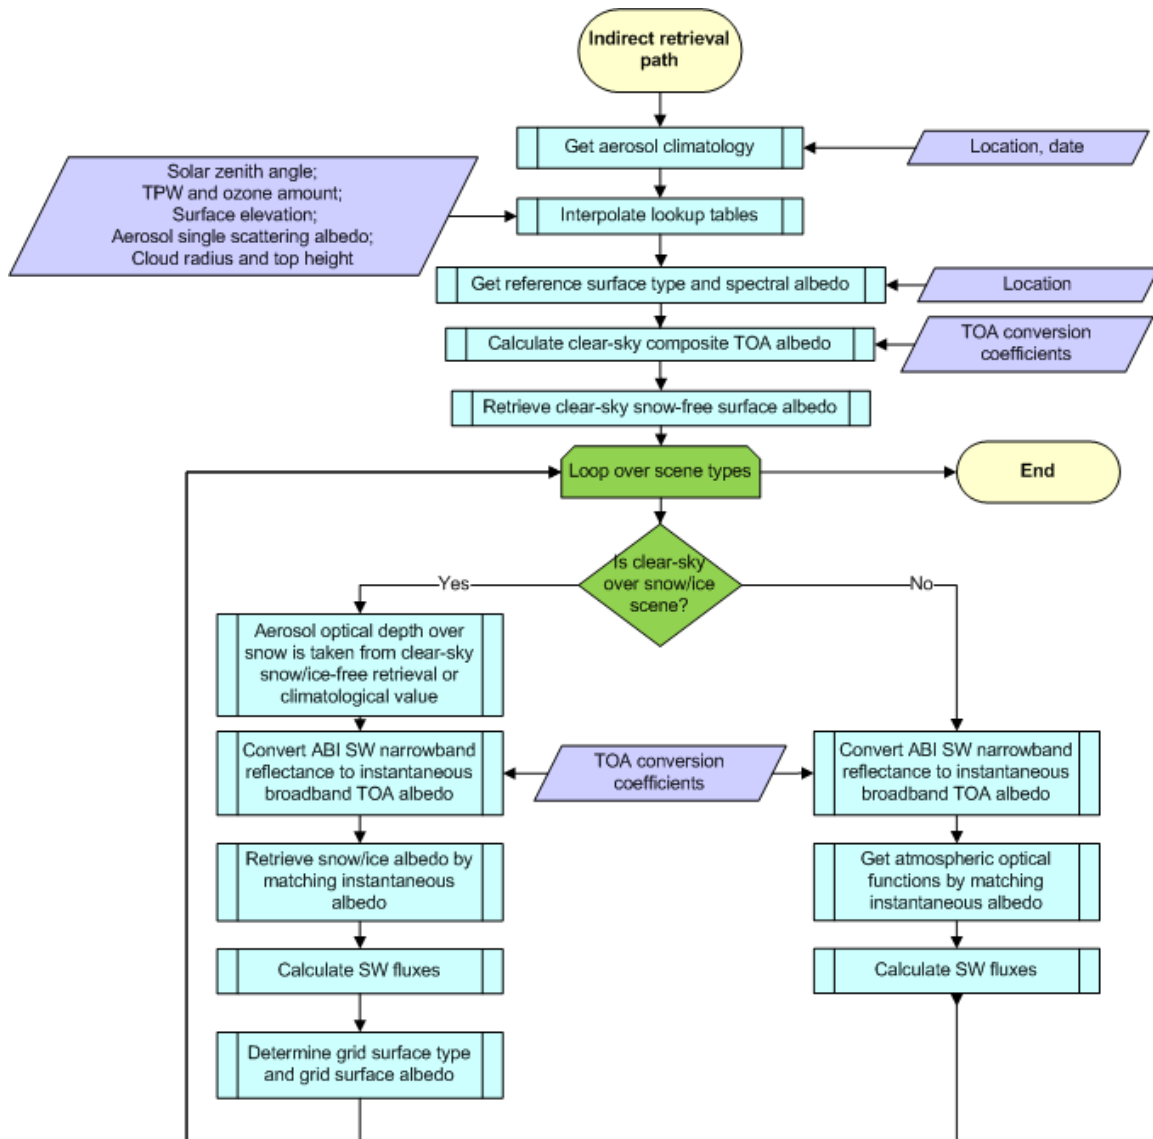 Indirect retrieval
path
Get aerosol climatology
Location, date
Solar zenith angle;
TPW and ozone amount;
Surface elevation;
Aerosol single scattering albedo;
Cloud radius and top height
Interpolate lookup tables
Get reference surface type and spectral albedo
Location
Calculate clear-sky composite TOA albedo
TOA conversion
coefficients
Retrieve clear-sky snow-free surface albedo
Loop over scene types
End
Is clear-sky
over snow/ice
scene?
Yes
No
Aerosol optical depth over
snow is taken from clear-sky
snow/ice-free retrieval or
climatological value
Convert ABI SW narrowband
reflectance to instantaneous
broadband TOA albedo
TOA conversion
coefficients
Convert ABI SW narrowband
reflectance to instantaneous
broadband TOA albedo
Retrieve snow/ice albedo by
matching instantaneous
albedo
Get atmospheric optical
functions by matching
instantaneous albedo
Calculate SW fluxes
Calculate SW fluxes
Determine grid surface type
and grid surface albedo